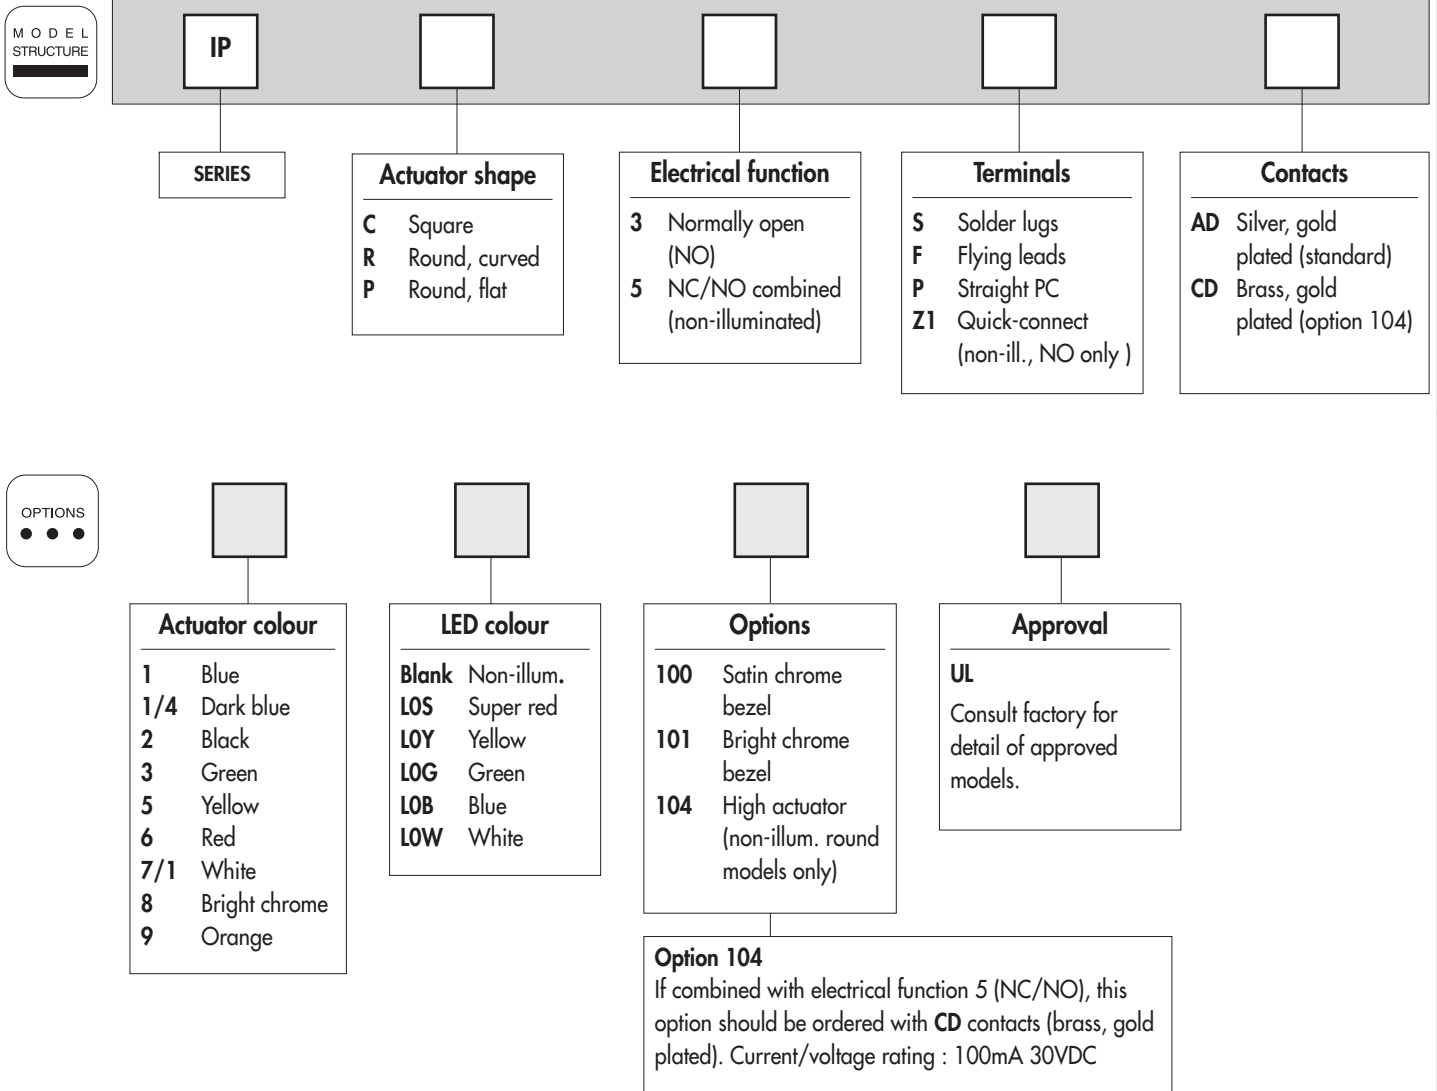 M O D E L
STRUCTURE
IP
SERIES
Actuator shape
C Square
R Round, curved
P Round, flat
Electrical function
3 Normally open
(NO)
5 NC/NO combined
(non-illuminated)
Terminals
S Solder lugs
F Flying leads
P Straight PC
Z1 Quick-connect
(non-ill., NO only )
Contacts
AD Silver, gold
plated (standard)
CD Brass, gold
plated (option 104)
OPTIONS
Actuator colour
1 Blue
1/4 Dark blue
2 Black
3 Green
5 Yellow
6 Red
7/1 White
8 Bright chrome
9 Orange
LED colour
Blank Non-illum.
L0S Super red
L0Y Yellow
L0G Green
L0B Blue
L0W White
Options
100 Satin chrome
bezel
101 Bright chrome
bezel
104 High actuator
(non-illum. round
models only)
Approval
UL
Consult factory for
detail of approved
models.
Option 104
If combined with electrical function 5 (NC/NO), this
option should be ordered with CD contacts (brass, gold
plated). Current/voltage rating : 100mA 30VDC